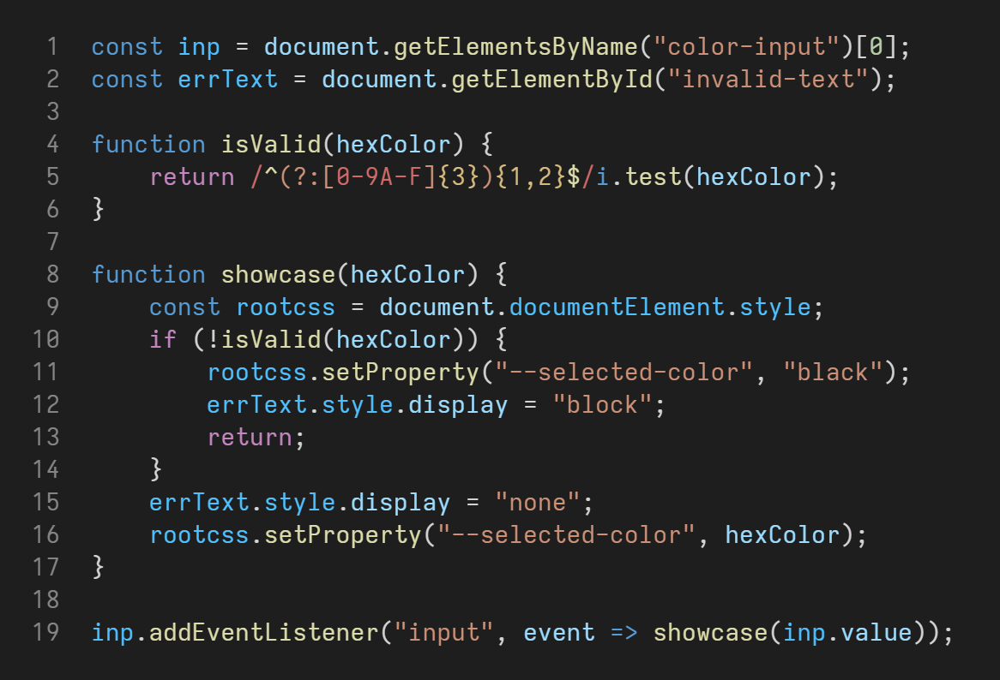 1 const inp = document.getElementsByName("color-input")[0];
2 const errText = document.getElementById("invalid-text");
3
4 function isValid(hexColor) {
5     return /^(?:[0-9A-F]{3}){1,2}$/i.test(hexColor);
6 }
7
8 function showcase(hexColor) {
9     const rootcss = document.documentElement.style;
10     if (!isValid(hexColor)) {
11         rootcss.setProperty("--selected-color", "black");
12         errText.style.display = "block";
13         return;
14     }
15     errText.style.display = "none";
16     rootcss.setProperty("--selected-color", hexColor);
17 }
18
19 inp.addEventListener("input", event => showcase(inp.value));